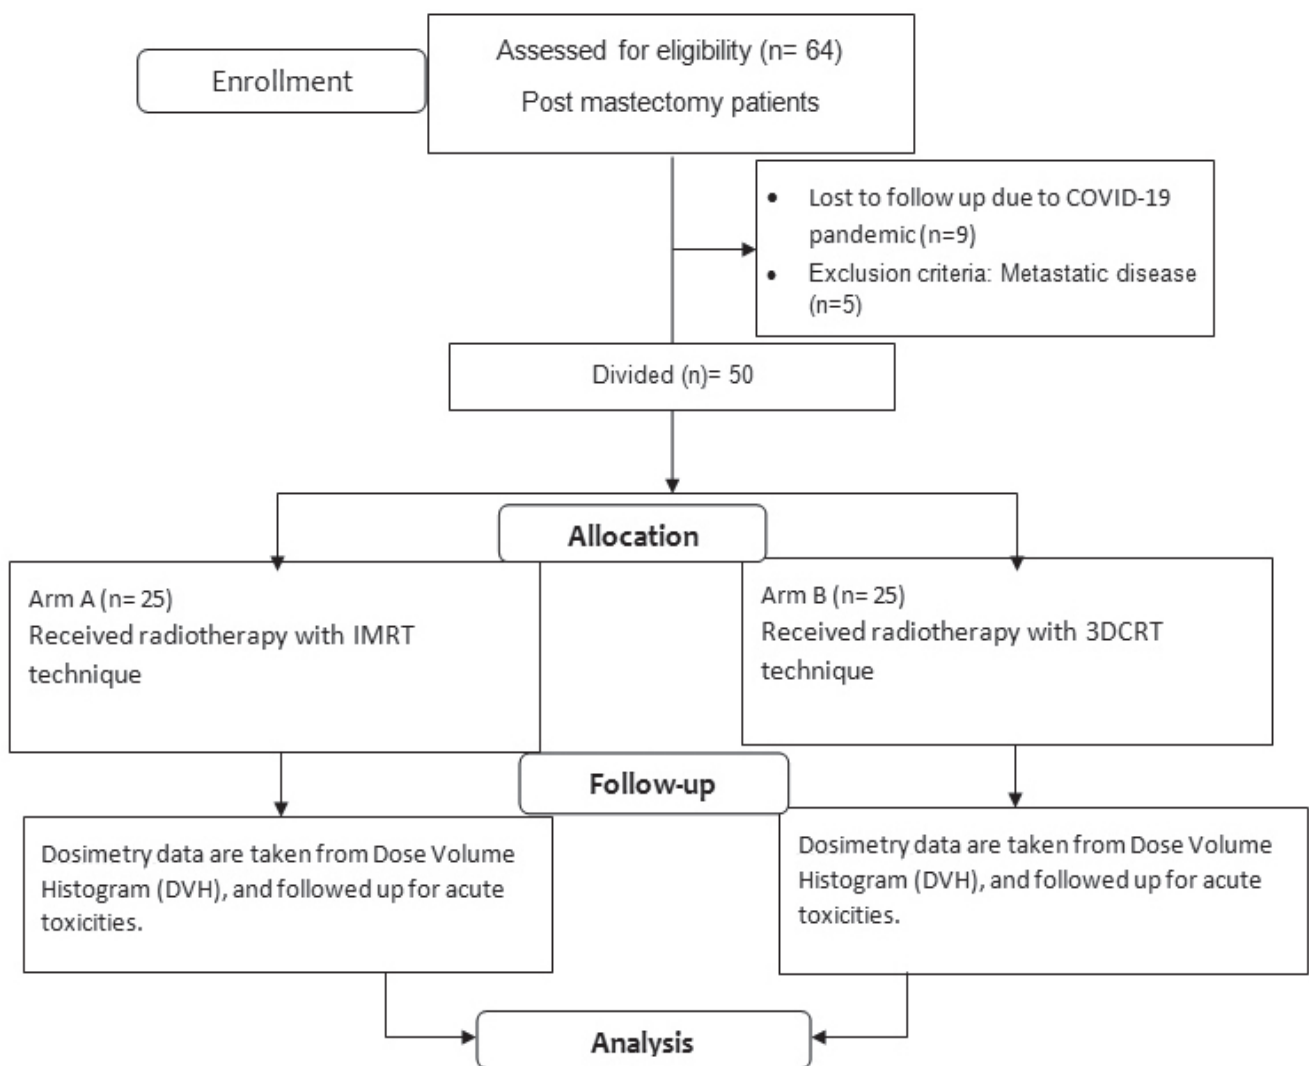 Enrollment
Assessed for eligibility (n= 64)
Post mastectomy patients
• Lost to follow up due to COVID-19
pandemic (n=9)
• Exclusion criteria: Metastatic disease
(n=5)
Divided (n)= 50
Allocation
Arm A (n= 25)
Received radiotherapy with IMRT
technique
Arm B (n= 25)
Received radiotherapy with 3DCRT
technique
Follow-up
Dosimetry data are taken from Dose Volume
Histogram (DVH), and followed up for acute
toxicities.
Dosimetry data are taken from Dose Volume
Histogram (DVH), and followed up for acute
toxicities.
Analysis